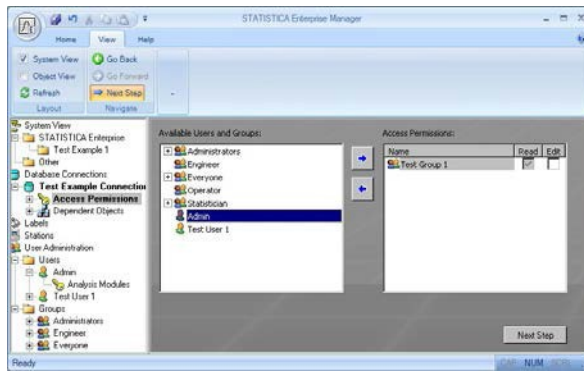 STATISTICA Enterprise Manager
Home View Help
System View
Object View
Refresh
Layout
Go Back
Go Forward
Next Step
Navigate
System View
STATISTICA Enterprise
Test Example 1
Other
Database Connections
Test Example Connection
Access Permissions
Dependent Objects
Labels
Stations
User Administration
Users
Admin
Analysis Modules
Test User 1
Groups
Administrators
Engineer
Everyone
Available Users and Groups:
Administrators
Engineer
Everyone
Operator
Statistician
Admin
Test User 1
Access Permissions:
Name Read Edit
Test Group 1
Next Step
Ready
CAP NUM SCRL